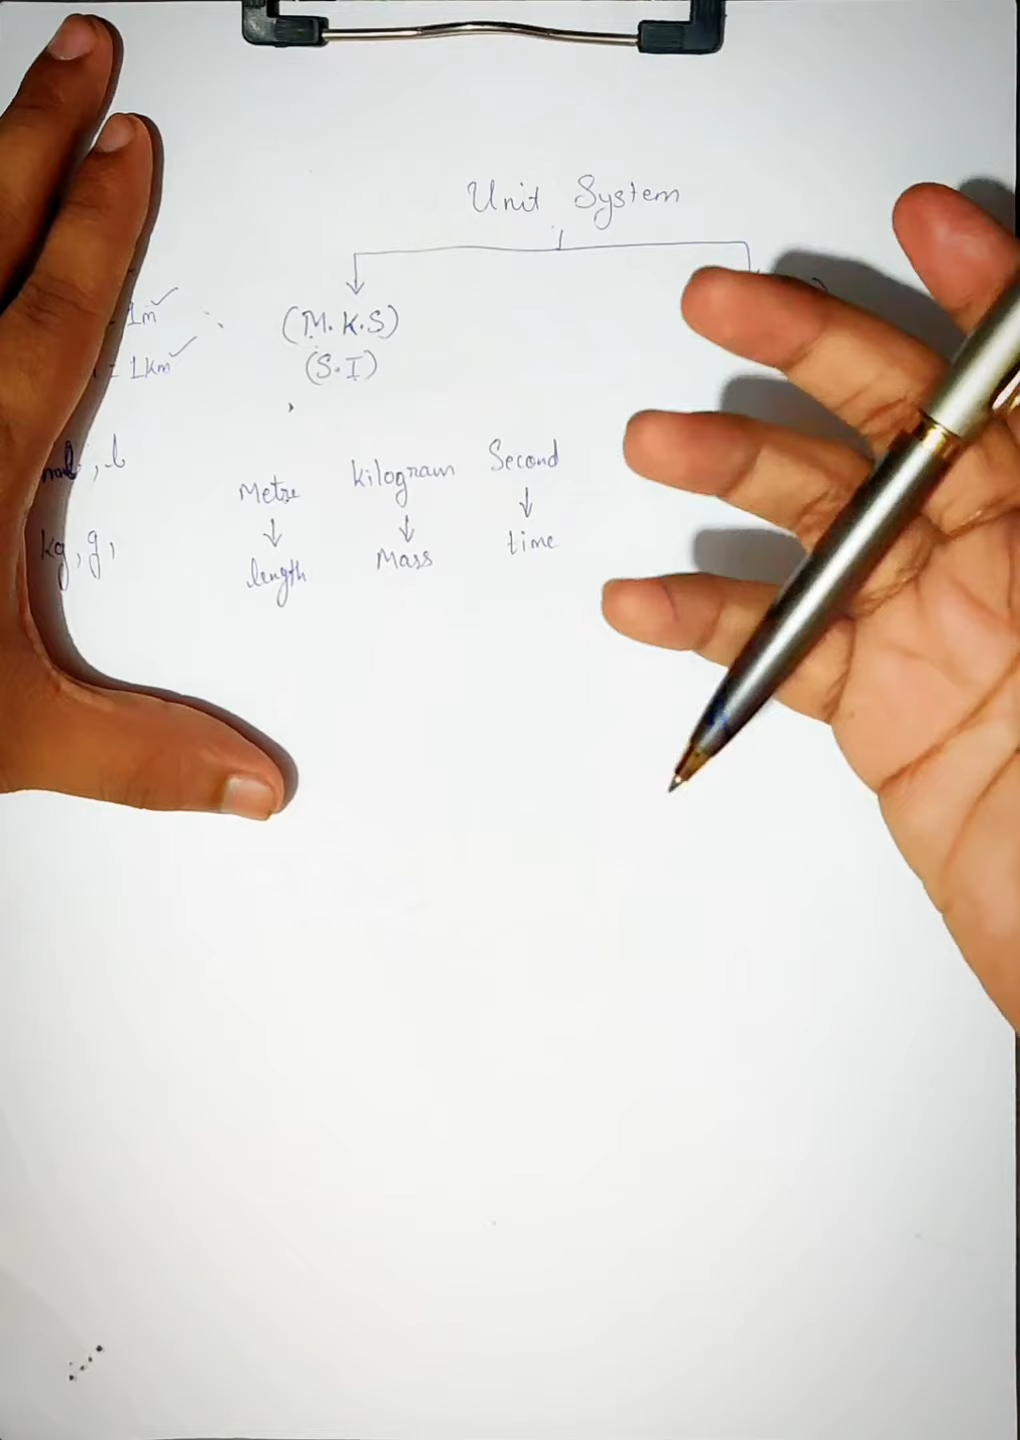 Unit System
1m
= 1km
(M.K.S)
(S.I)
, l
kg, g,
Metre kilogram Second
length Mass time